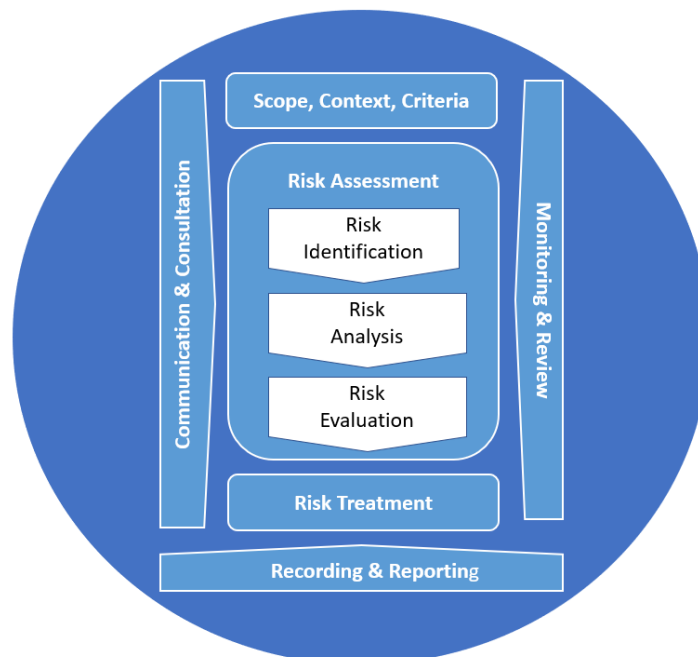 Scope, Context, Criteria
Communication & Consultation
Risk Assessment
Risk
Identification
Risk
Analysis
Risk
Evaluation
Monitoring & Review
Risk Treatment
Recording & Reporting